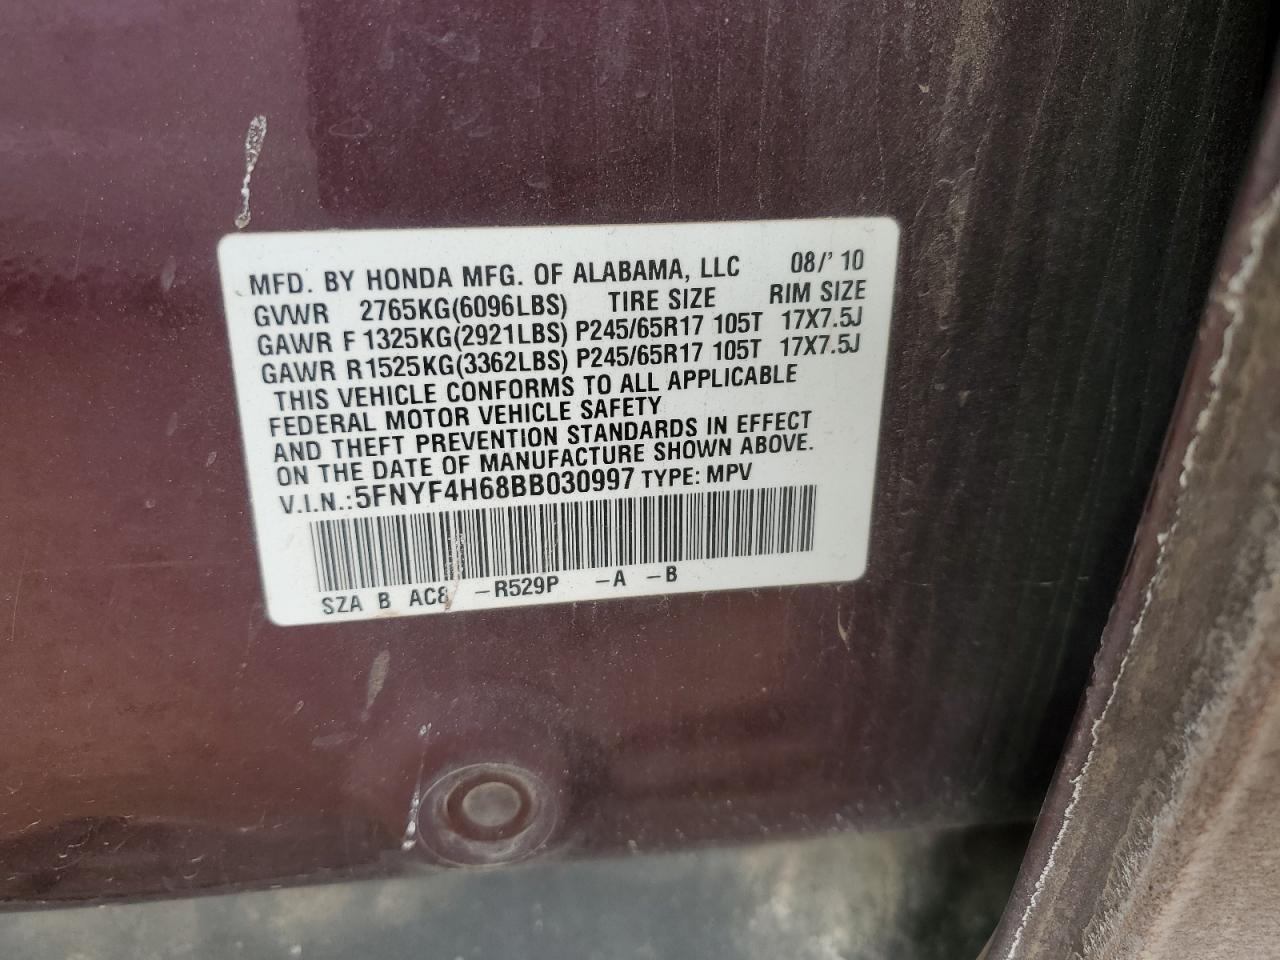 MFD. BY HONDA MFG. OF ALABAMA, LLC 08/' 10
GVWR 2765KG(6096LBS) TIRE SIZE RIM SIZE
GAWR F 1325KG(2921LBS) P245/65R17 105T 17X7.5J
GAWR R 1525KG(3362LBS) P245/65R17 105T 17X7.5J
THIS VEHICLE CONFORMS TO ALL APPLICABLE
FEDERAL MOTOR VEHICLE SAFETY
AND THEFT PREVENTION STANDARDS IN EFFECT
ON THE DATE OF MANUFACTURE SHOWN ABOVE.
V.I.N.:5FNYF4H68BB030997 TYPE: MPV
SZA B AC8 -R529P -A -B